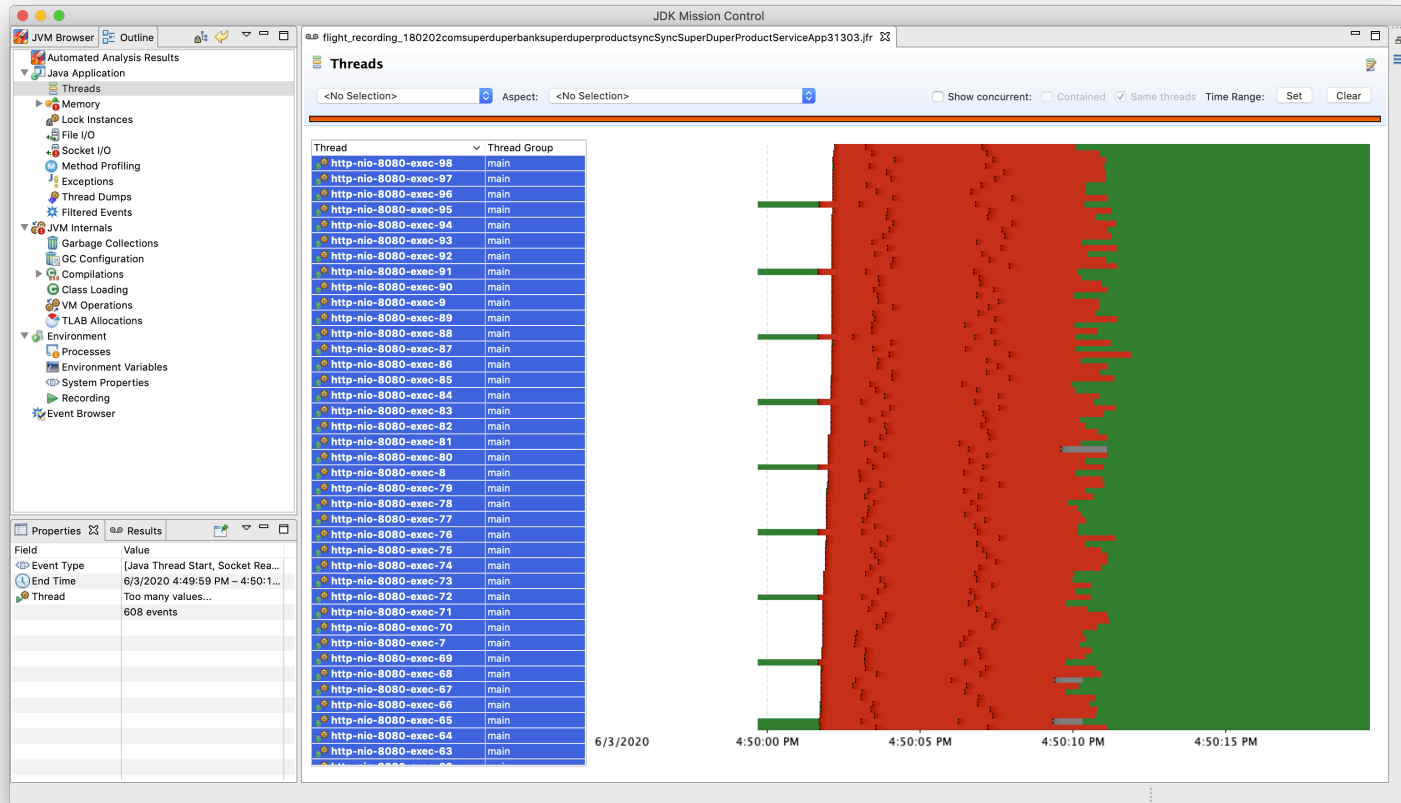 JDK Mission Control
JVM Browser
Outline
Automated Analysis Results
Java Application
Threads
Memory
Lock Instances
File I/O
Socket I/O
Method Profiling
Exceptions
Thread Dumps
Filtered Events
JVM Internals
Garbage Collections
GC Configuration
Compilations
Class Loading
VM Operations
TLAB Allocations
Environment
Processes
Environment Variables
System Properties
Recording
Event Browser
Properties
Results
Field Value
Event Type [Java Thread Start, Socket Rea...
End Time 6/3/2020 4:49:59 PM – 4:50:1...
Thread Too many values...
608 events
flight_recording_180202comsuperduperbanksuperduperproductsyncSyncSuperDuperProductServiceApp31303.jfr
Threads
<No Selection> Aspect: <No Selection> Show concurrent: Contained Same threads Time Range: Set Clear
Thread Thread Group
http-nio-8080-exec-98 main
http-nio-8080-exec-97 main
http-nio-8080-exec-96 main
http-nio-8080-exec-95 main
http-nio-8080-exec-94 main
http-nio-8080-exec-93 main
http-nio-8080-exec-92 main
http-nio-8080-exec-91 main
http-nio-8080-exec-90 main
http-nio-8080-exec-9 main
http-nio-8080-exec-89 main
http-nio-8080-exec-88 main
http-nio-8080-exec-87 main
http-nio-8080-exec-86 main
http-nio-8080-exec-85 main
http-nio-8080-exec-84 main
http-nio-8080-exec-83 main
http-nio-8080-exec-82 main
http-nio-8080-exec-81 main
http-nio-8080-exec-80 main
http-nio-8080-exec-8 main
http-nio-8080-exec-79 main
http-nio-8080-exec-78 main
http-nio-8080-exec-77 main
http-nio-8080-exec-76 main
http-nio-8080-exec-75 main
http-nio-8080-exec-74 main
http-nio-8080-exec-73 main
http-nio-8080-exec-72 main
http-nio-8080-exec-71 main
http-nio-8080-exec-70 main
http-nio-8080-exec-7 main
http-nio-8080-exec-69 main
http-nio-8080-exec-68 main
http-nio-8080-exec-67 main
http-nio-8080-exec-66 main
http-nio-8080-exec-65 main
http-nio-8080-exec-64 main
http-nio-8080-exec-63 main
6/3/2020 4:50:00 PM 4:50:05 PM 4:50:10 PM 4:50:15 PM